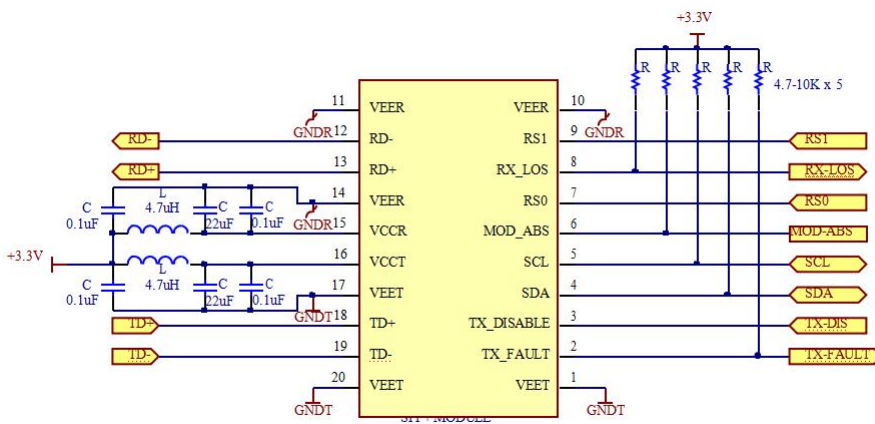 +3.3V
R R R R R
4.7-10K x 5
11 VEER VEER 10
GNDR GNDR
RD- 12 RD- RS1 9 RS1
RD+ 13 RD+ RX_LOS 8 RX-LOS
14 VEER RS0 7 RS0
C 0.1uF L 4.7uH C 22uF C 0.1uF
GNDR
15 VCCR MOD_ABS 6 MOD-ABS
+3.3V 16 VCCT SCL 5 SCL
C 0.1uF L 4.7uH C 22uF C 0.1uF
17 VEET SDA 4 SDA
GNDT
TD+ 18 TD+ TX_DISABLE 3 TX-DIS
TD- 19 TD- TX_FAULT 2 TX-FAULT
20 VEET VEET 1
GNDT GNDT
MODULE